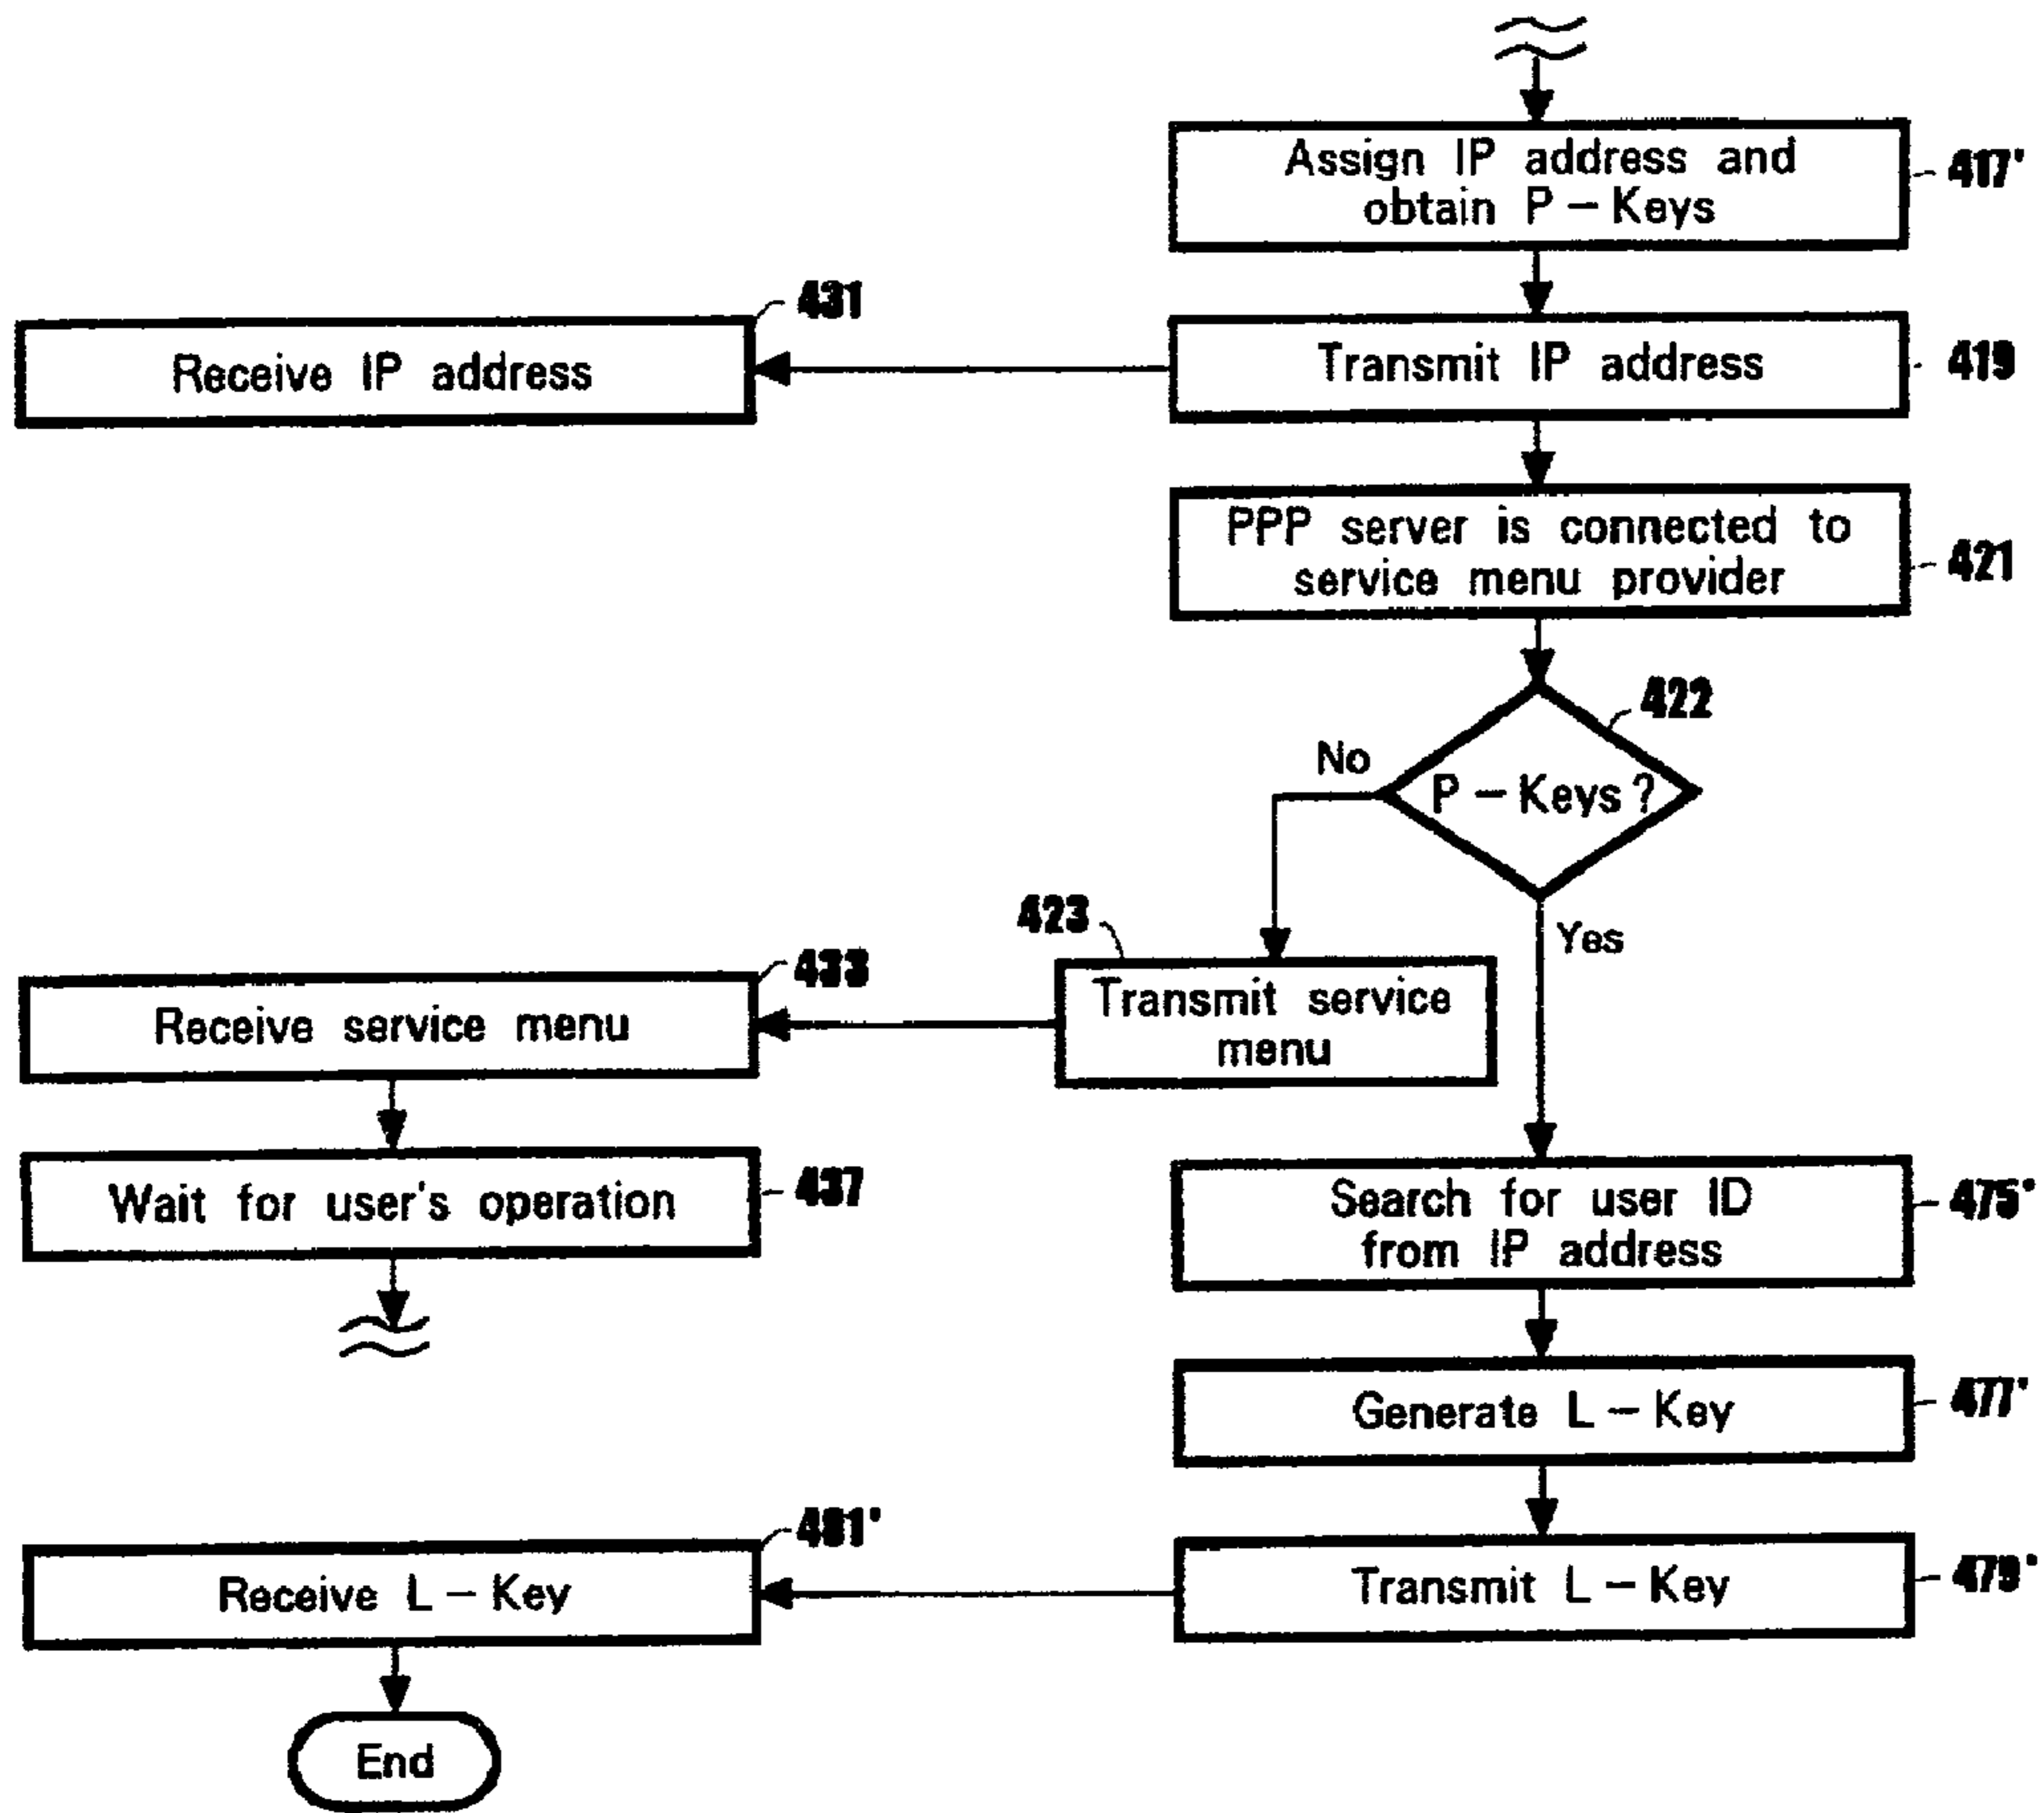 Assign IP address and
obtain P-Keys
417'
431
Receive IP address
Transmit IP address
419
PPP server is connected to
service menu provider
421
422
No
P-Keys?
Yes
423
Transmit service
menu
433
Receive service menu
Wait for user's operation
437
Search for user ID
from IP address
475'
Generate L-Key
477'
481'
Receive L-Key
Transmit L-Key
479'
End